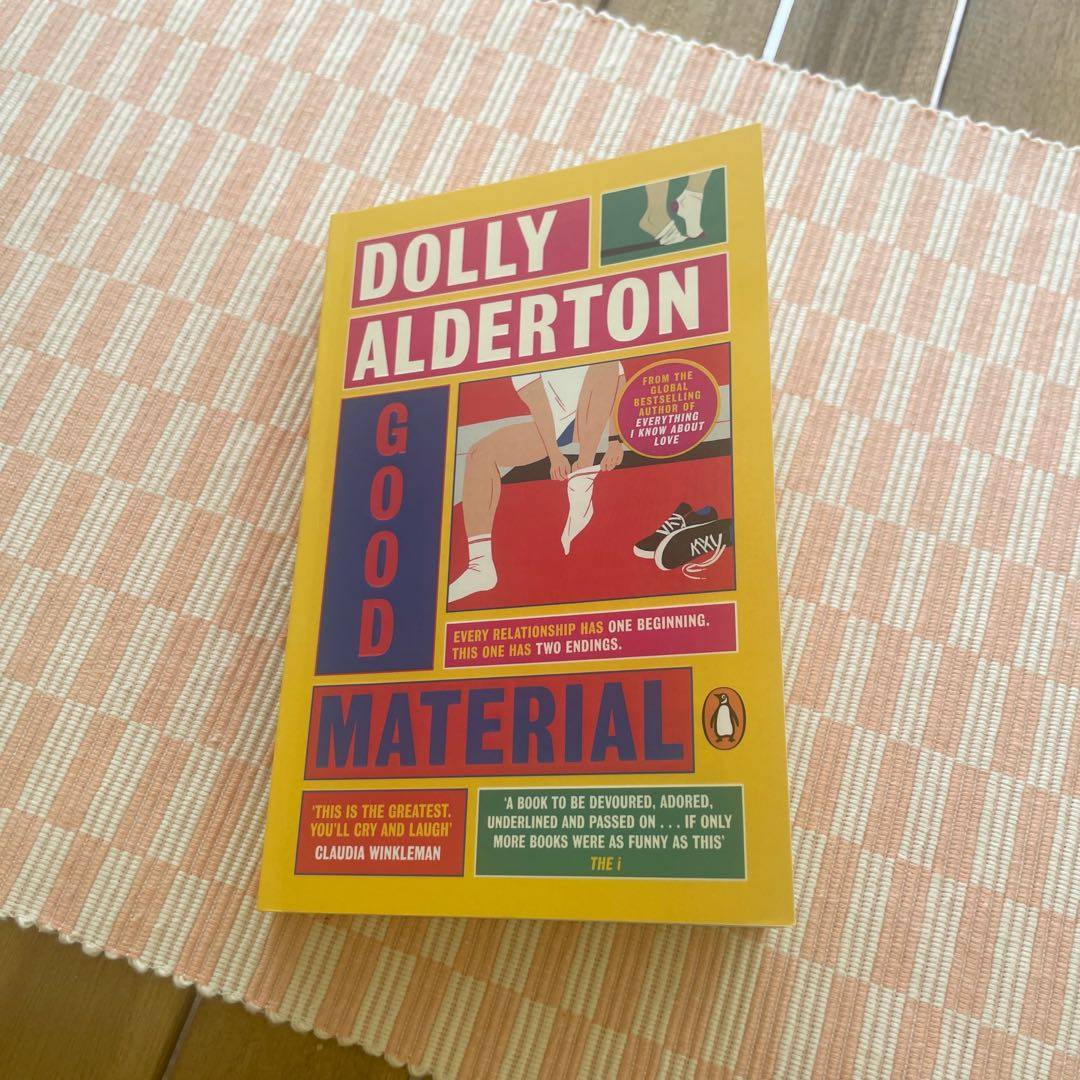 DOLLY
ALDERTON
FROM THE
GLOBAL
BESTSELLING
AUTHOR OF
EVERYTHING
I KNOW ABOUT
LOVE
GOOD
EVERY RELATIONSHIP HAS ONE BEGINNING.
THIS ONE HAS TWO ENDINGS.
MATERIAL
'THIS IS THE GREATEST.
YOU'LL CRY AND LAUGH'
CLAUDIA WINKLEMAN
'A BOOK TO BE DEVOURED, ADORED,
UNDERLINED AND PASSED ON . . . IF ONLY
MORE BOOKS WERE AS FUNNY AS THIS'
THE i